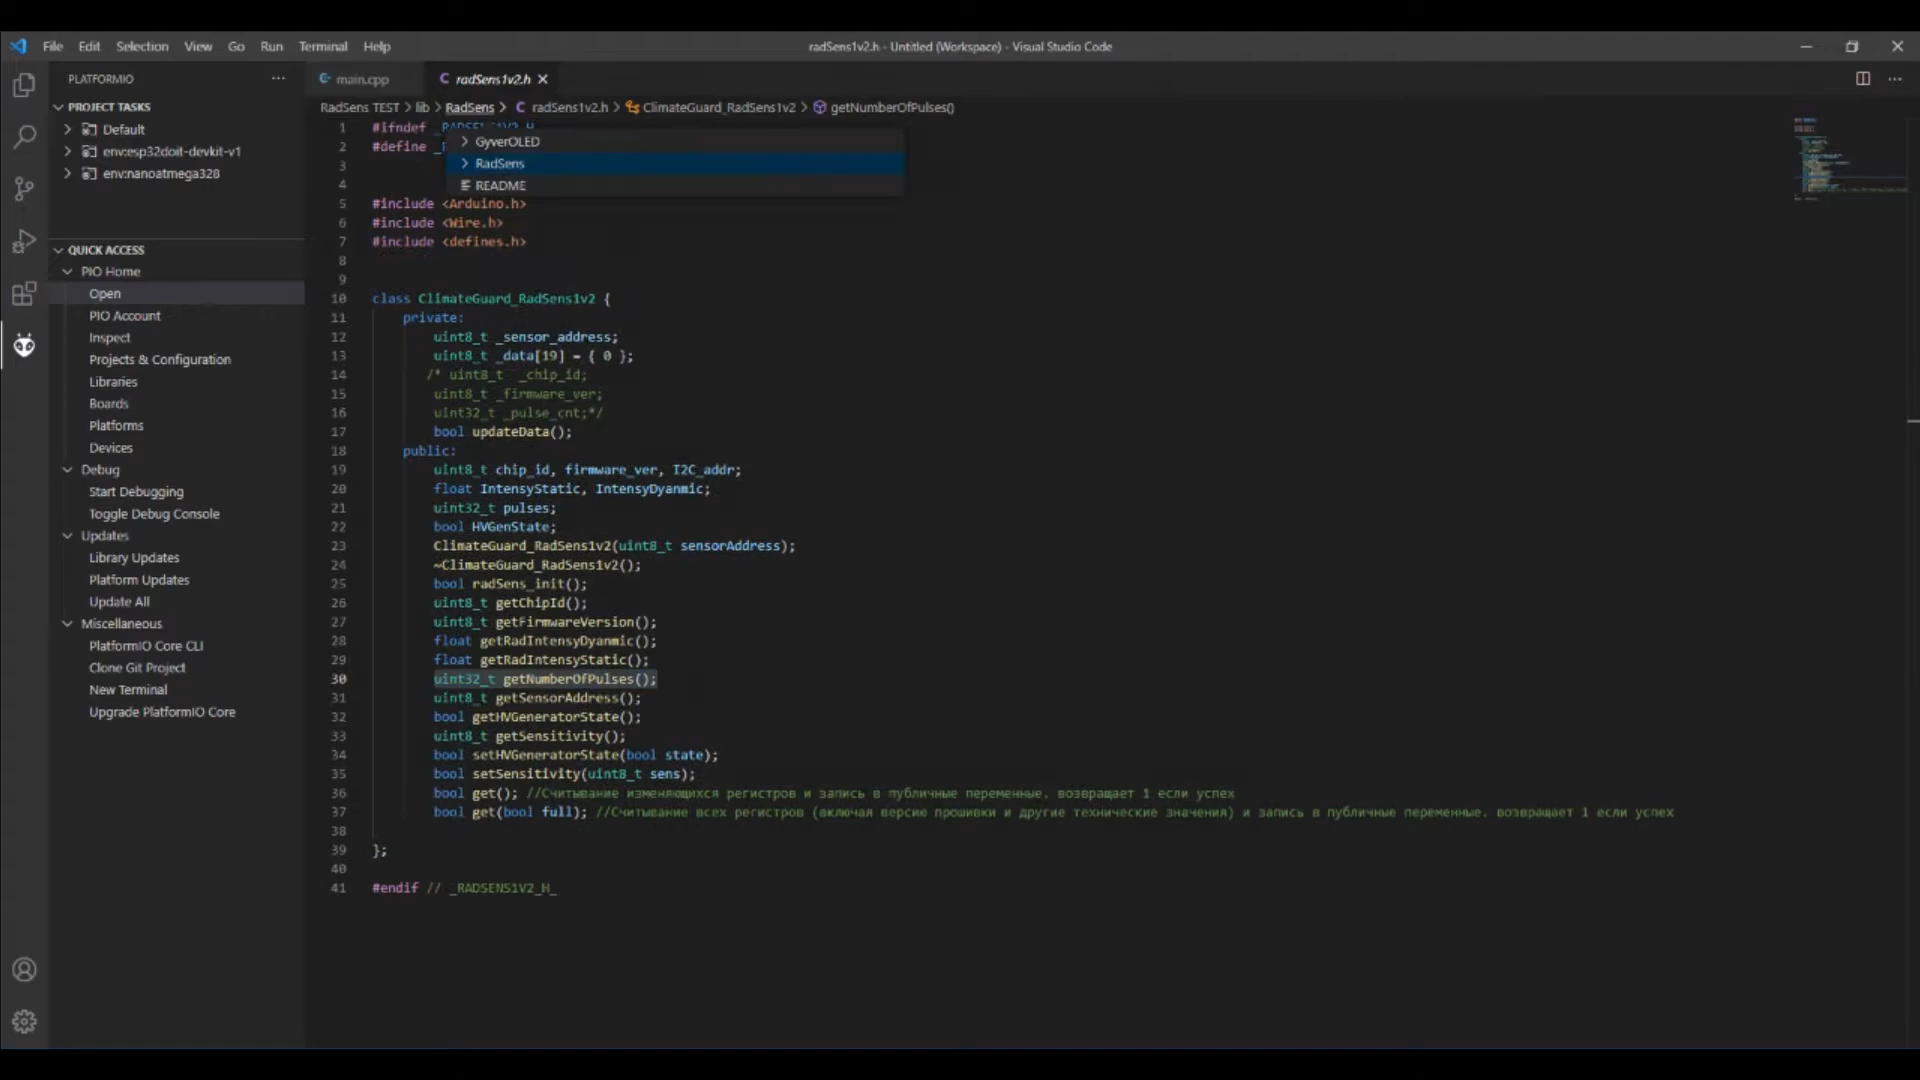 File Edit Selection View Go Run Terminal Help
radSens1v2.h - Untitled (Workspace) - Visual Studio Code
PLATFORMIO
PROJECT TASKS
Default
env:esp32doit-devkit-v1
env:nanoatmega328
QUICK ACCESS
PIO Home
Open
PIO Account
Inspect
Projects & Configuration
Libraries
Boards
Platforms
Devices
Debug
Start Debugging
Toggle Debug Console
Updates
Library Updates
Platform Updates
Update All
Miscellaneous
PlatformIO Core CLI
Clone Git Project
New Terminal
Upgrade PlatformIO Core
main.cpp
radSens1v2.h
RadSens TEST > lib > RadSens > C radSens1v2.h > ClimateGuard_RadSens1v2 > getNumberOfPulses()
GyverOLED
RadSens
README
1 #ifndef _RADSENS1V2_H_
2 #define
3
4
5 #include <Arduino.h>
6 #include <Wire.h>
7 #include <defines.h>
8
9
10 class ClimateGuard_RadSens1v2 {
11 private:
12 uint8_t _sensor_address;
13 uint8_t _data[19] = { 0 };
14 /* uint8_t _chip_id;
15 uint8_t _firmware_ver;
16 uint32_t _pulse_cnt;*/
17 bool updateData();
18 public:
19 uint8_t chip_id, firmware_ver, I2C_addr;
20 float IntensyStatic, IntensyDyanmic;
21 uint32_t pulses;
22 bool HVGenState;
23 ClimateGuard_RadSens1v2(uint8_t sensorAddress);
24 ~ClimateGuard_RadSens1v2();
25 bool radSens_init();
26 uint8_t getChipId();
27 uint8_t getFirmwareVersion();
28 float getRadIntensyDyanmic();
29 float getRadIntensyStatic();
30 uint32_t getNumberOfPulses();
31 uint8_t getSensorAddress();
32 bool getHVGeneratorState();
33 uint8_t getSensitivity();
34 bool setHVGeneratorState(bool state);
35 bool setSensitivity(uint8_t sens);
36 bool get(); //Считывание изменяющихся регистров и запись в публичные переменные. возвращает 1 если успех
37 bool get(bool full); //Считывание всех регистров (включая версию прошивки и другие технические значения) и запись в публичные переменные. возвращает 1 если успех
38
39 };
40
41 #endif // _RADSENS1V2_H_